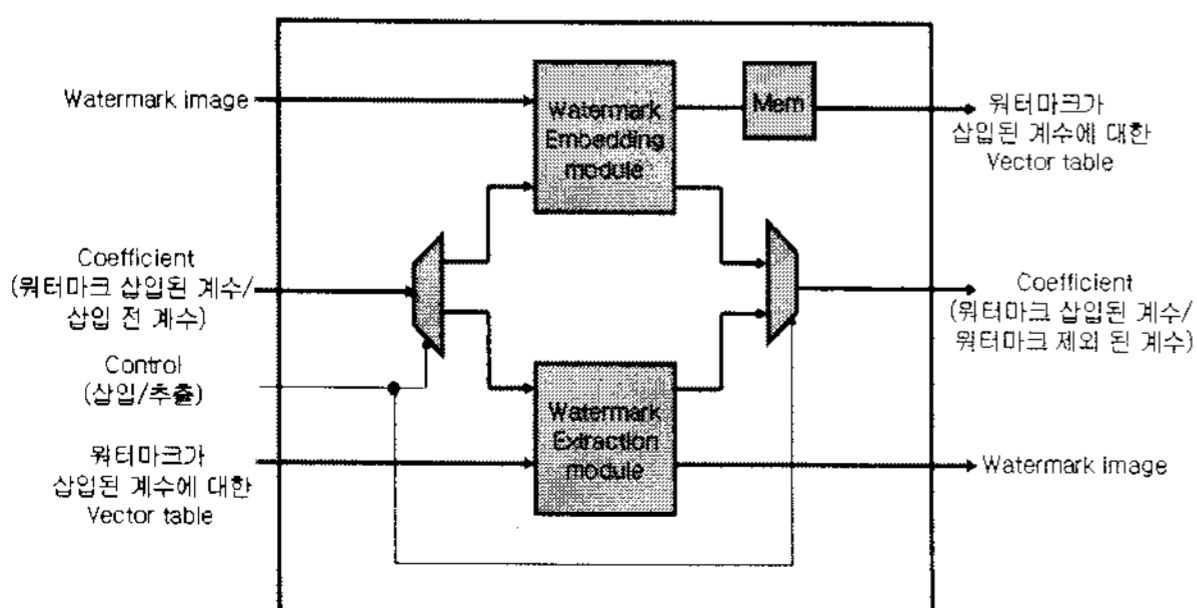 Watermark image
Watermark
Embedding
module
Mem
워터마크가
삽입된 계수에 대한
Vector table
Coefficient
(워터마크 삽입된 계수/
삽입 전 계수)
Coefficient
(워터마크 삽입된 계수/
워터마크 제외 된 계수)
Control
(삽입/추출)
Watermark
Extraction
module
워터마크가
삽입된 계수에 대한
Vector table
Watermark image